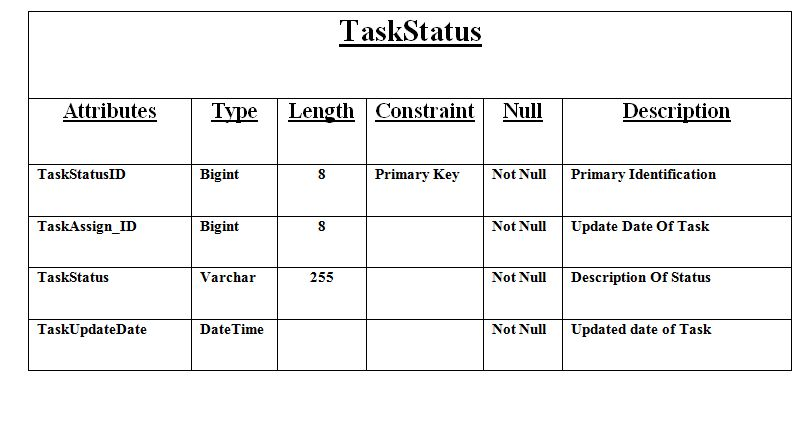 TaskStatus
Attributes Type Length Constraint Null Description
TaskStatusID Bigint 8 Primary Key Not Null Primary Identification
TaskAssign_ID Bigint 8 Not Null Update Date Of Task
TaskStatus Varchar 255 Not Null Description Of Status
TaskUpdateDate DateTime Not Null Updated date of Task